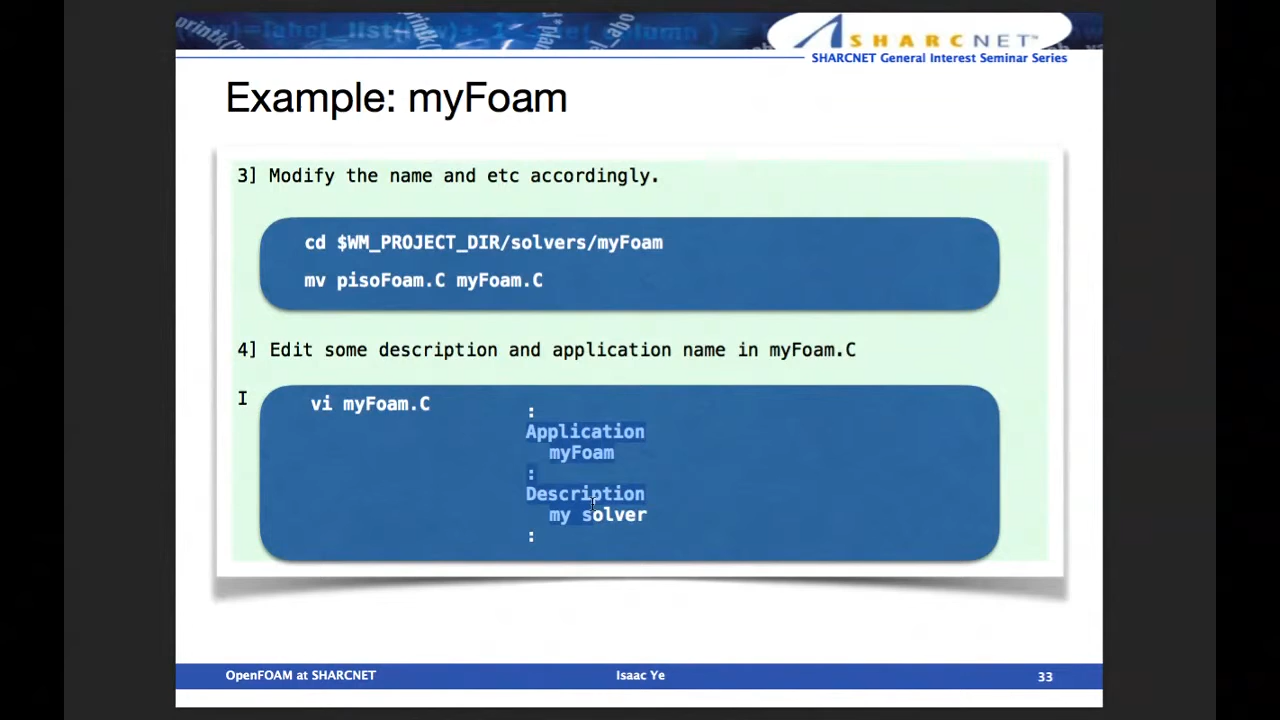 SHARCNET™
SHARCNET General Interest Seminar Series
Example: myFoam
3] Modify the name and etc accordingly.
cd $WM_PROJECT_DIR/solvers/myFoam
mv pisoFoam.C myFoam.C
4] Edit some description and application name in myFoam.C
vi myFoam.C
:
Application
myFoam
:
Description
my solver
:
OpenFOAM at SHARCNET
Isaac Ye
33